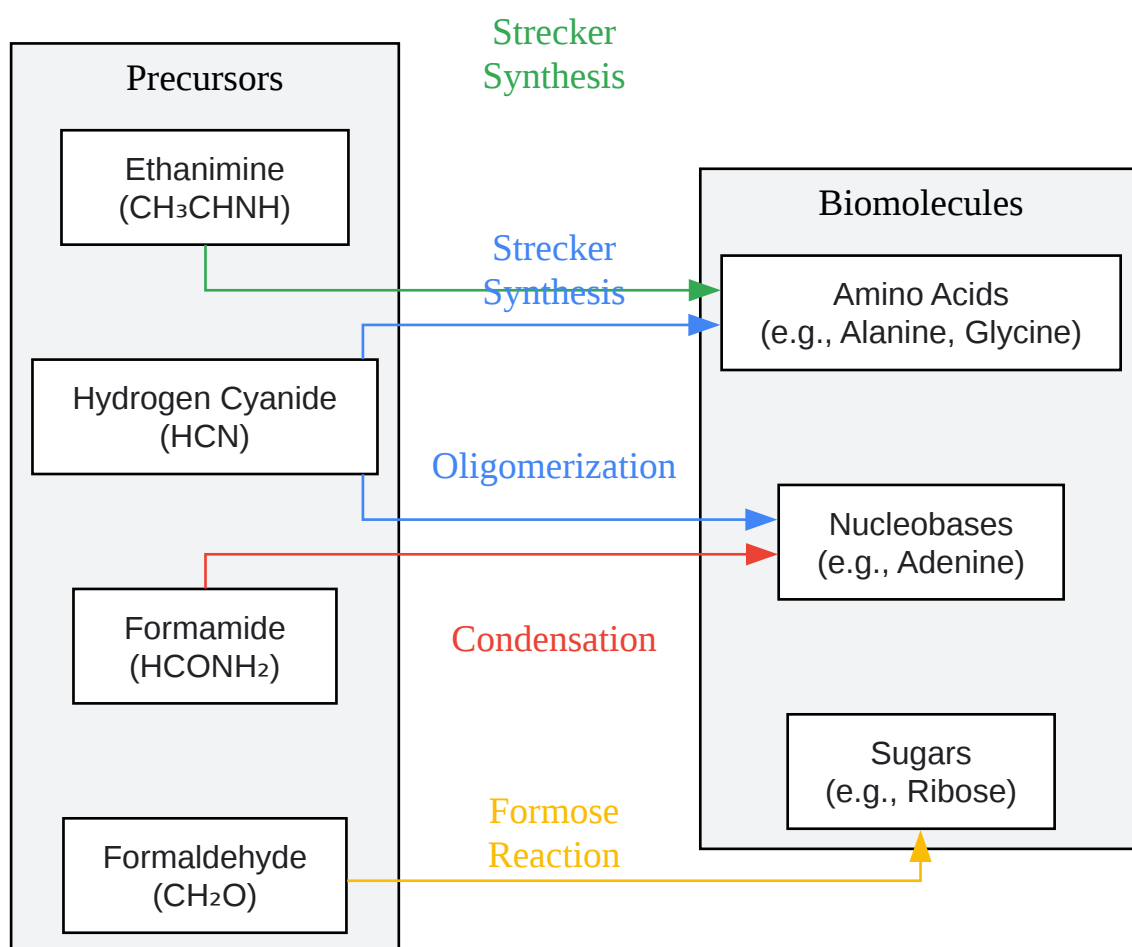 Precursors
Ethanimine
(CH₃CHNH)
Hydrogen Cyanide
(HCN)
Formamide
(HCONH₂)
Formaldehyde
(CH₂O)
Strecker
Synthesis
Strecker
Synthesis
Oligomerization
Condensation
Formose
Reaction
Biomolecules
Amino Acids
(e.g., Alanine, Glycine)
Nucleobases
(e.g., Adenine)
Sugars
(e.g., Ribose)